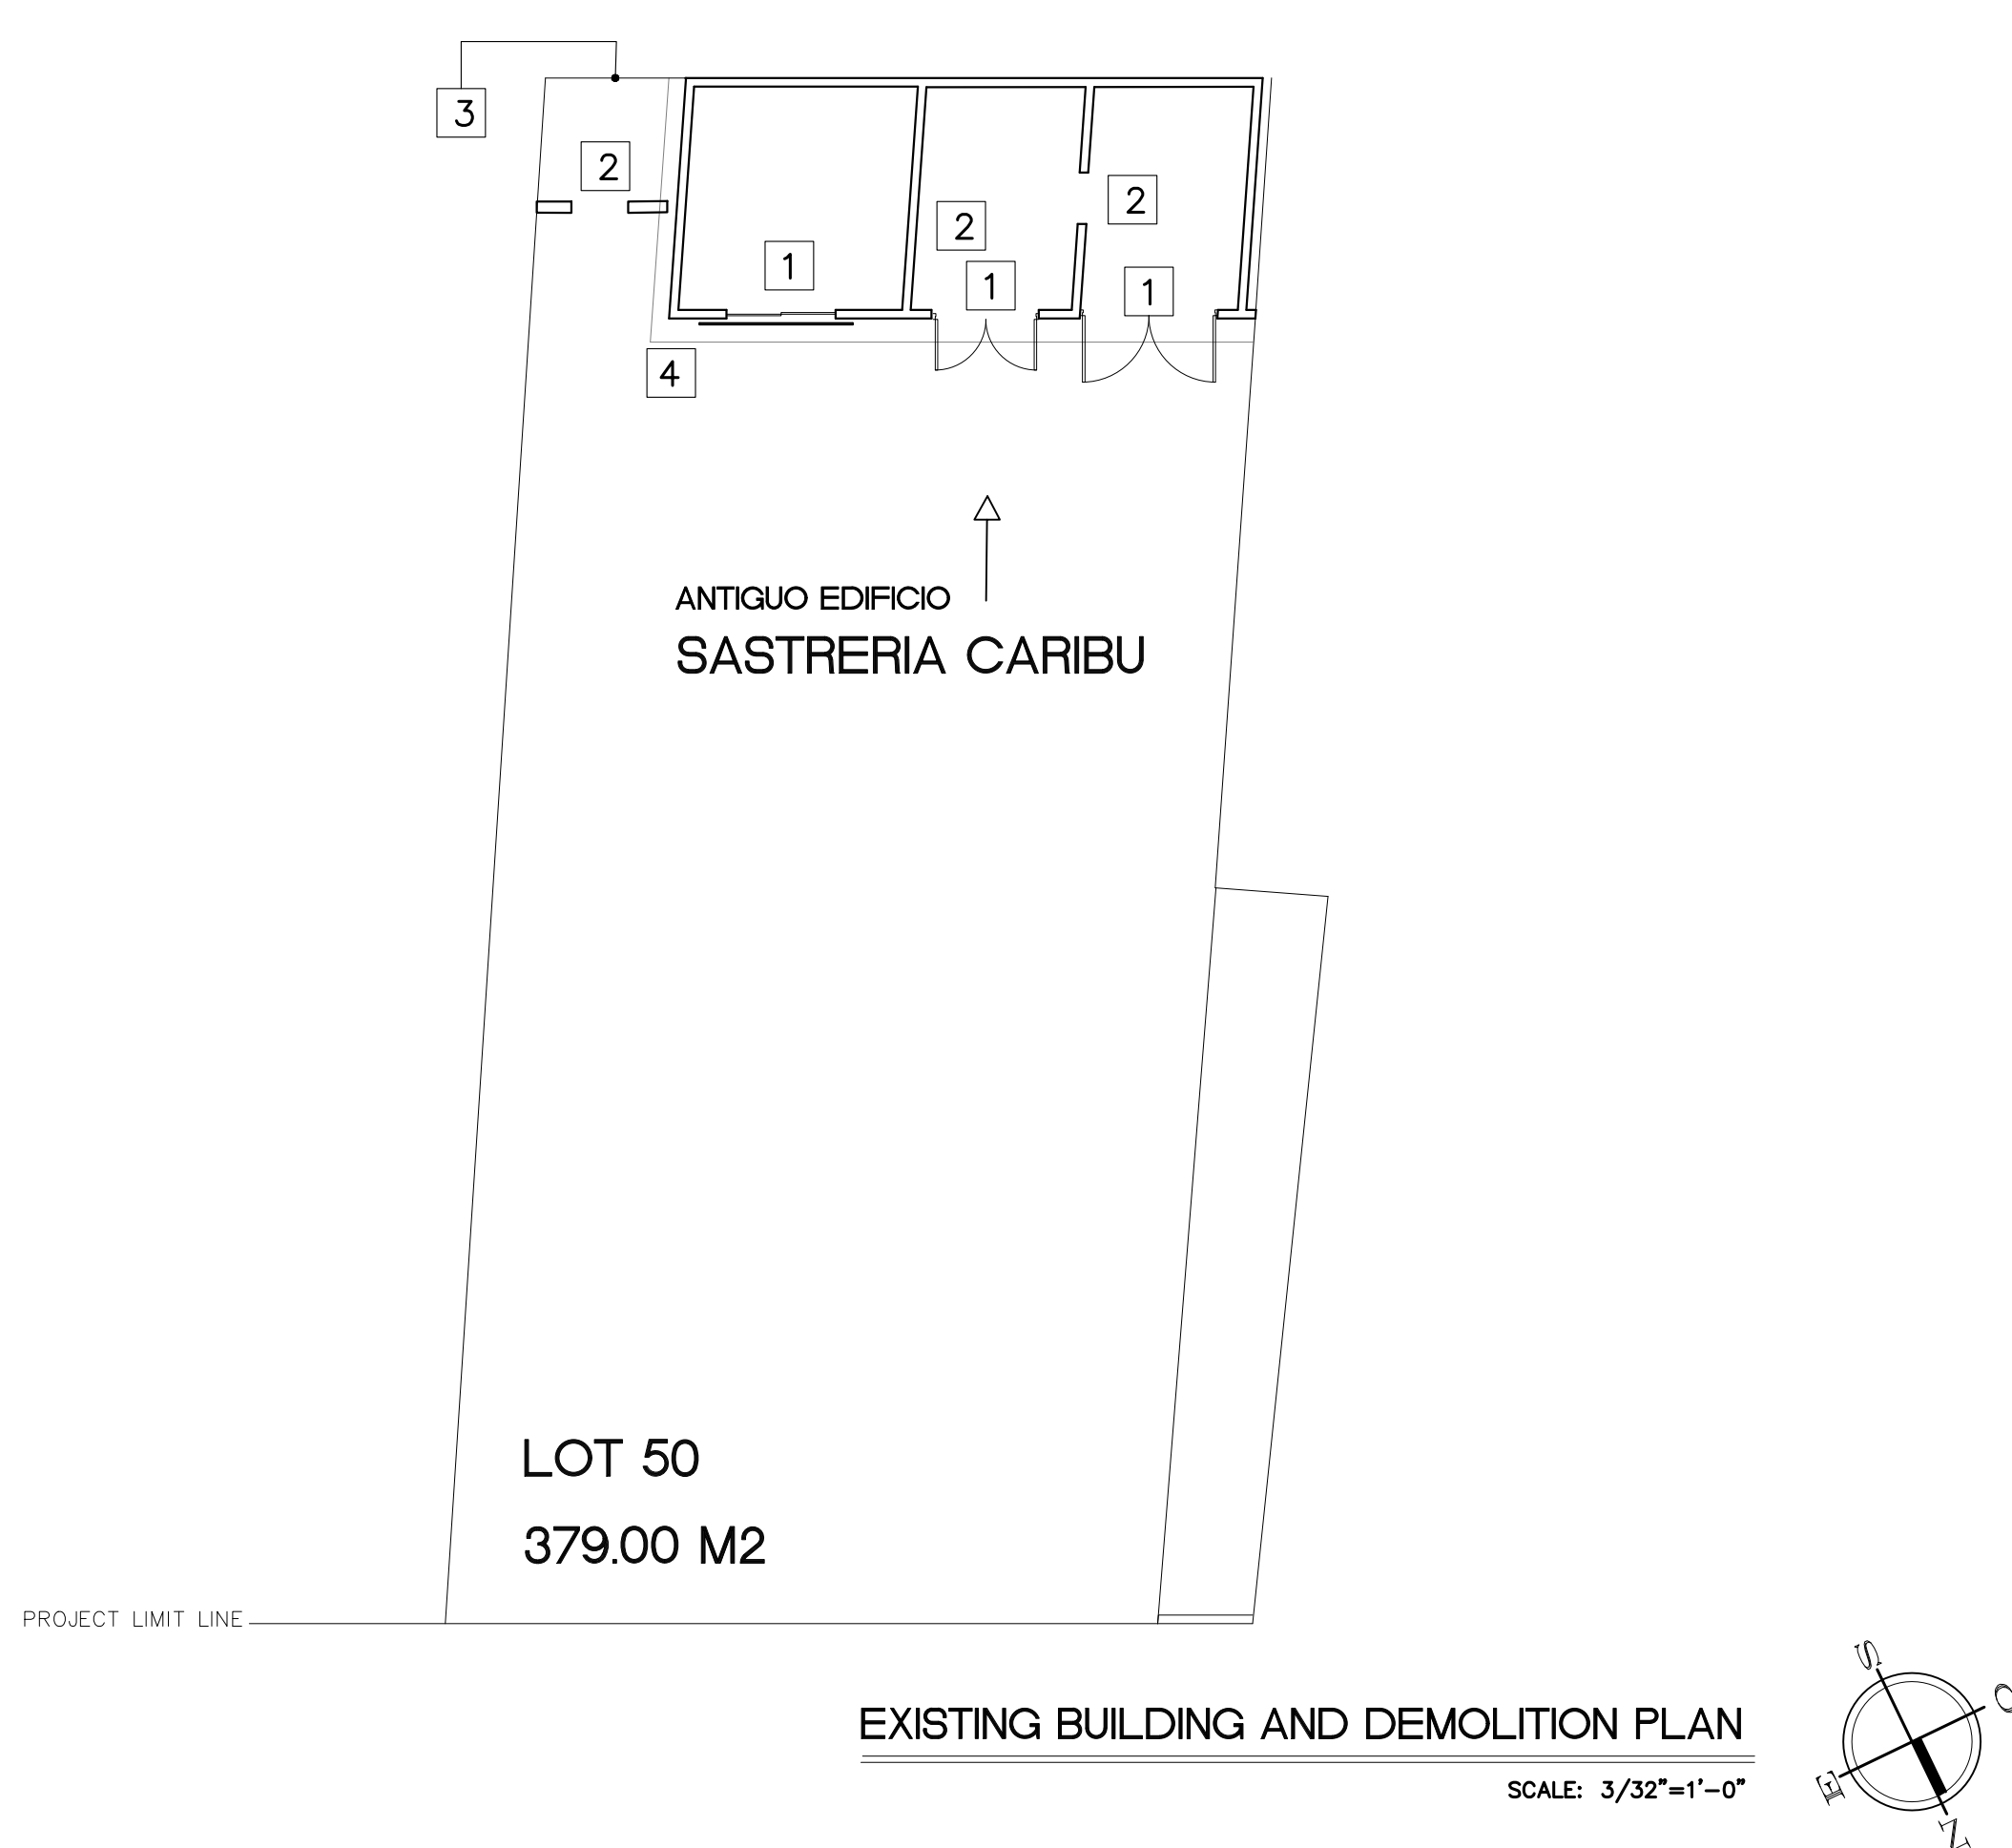 3
2
2
2
1
1
1
4
ANTIGUO EDIFICIO
SASTRERIA CARIBU
LOT 50
379.00 M2
PROJECT LIMIT LINE
EXISTING BUILDING AND DEMOLITION PLAN
SCALE: 3/32"=1'-0"
S
O
E
N